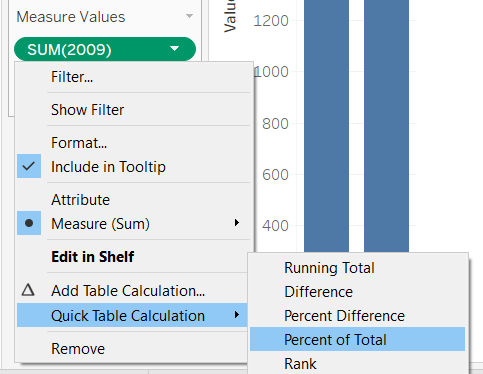 Measure Values
SUM(2009)
Filter...
Show Filter
Format...
Include in Tooltip
Attribute
Measure (Sum)
Edit in Shelf
Add Table Calculation...
Quick Table Calculation
Remove
Running Total
Difference
Percent Difference
Percent of Total
Rank
Value
1200
1000
800
600
400